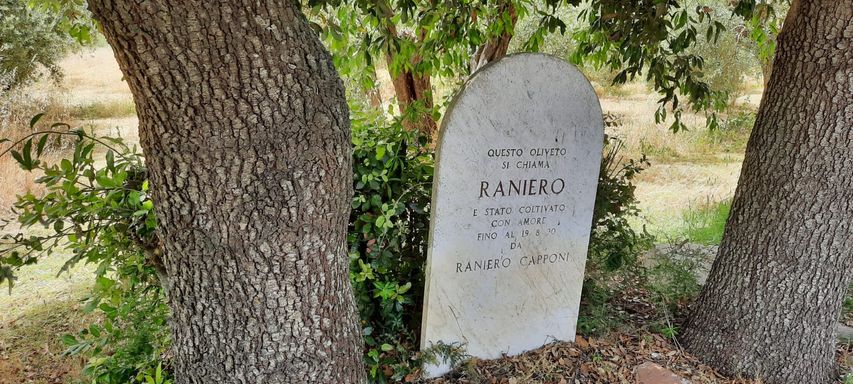 QUESTO OLIVETO
SI CHIAMA
RANIERO
E STATO COLTIVATO
CON AMORE
FINO AL 19.8.30
DA
RANIERO CAPPONI